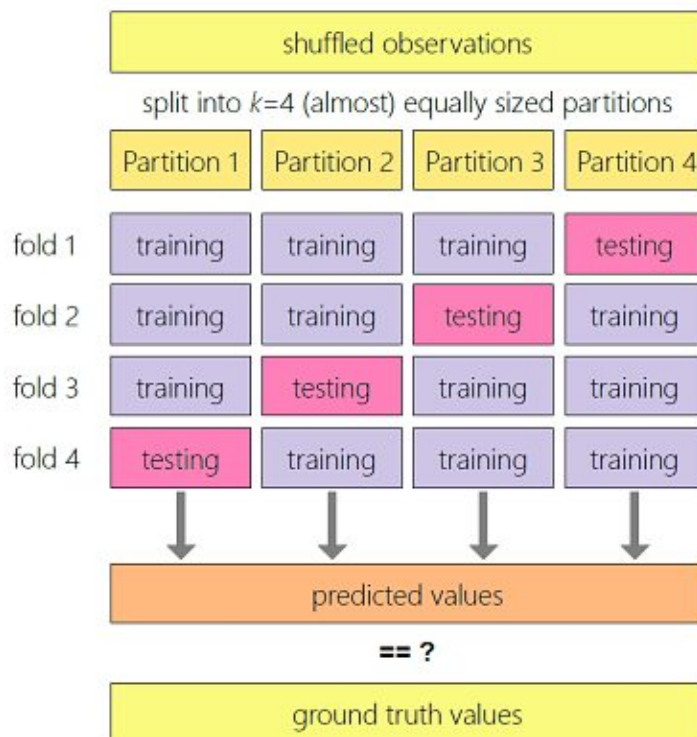 shuffled observations
split into k=4 (almost) equally sized partitions
Partition 1 Partition 2 Partition 3 Partition 4
fold 1 training training training testing
fold 2 training training testing training
fold 3 training testing training training
fold 4 testing training training training
predicted values
== ?
ground truth values